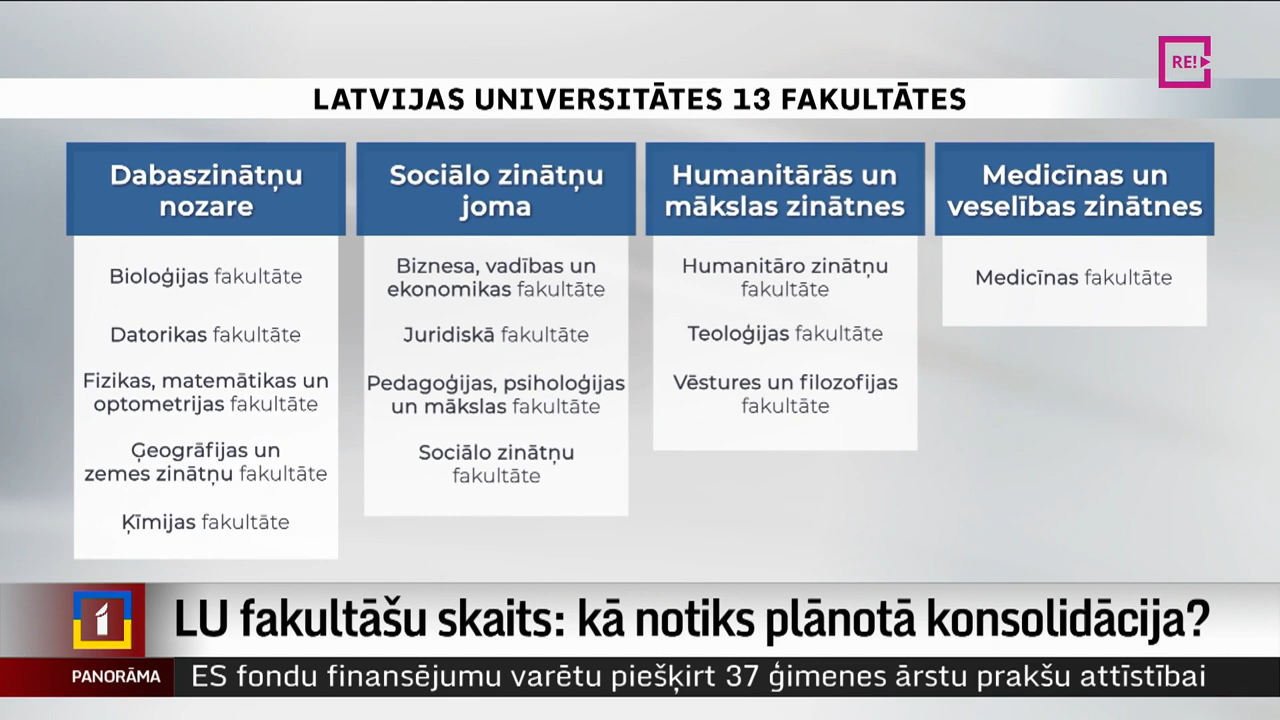 RE!
LATVIJAS UNIVERSITĀTES 13 FAKULTĀTES
Dabaszinātņu
nozare
Bioloģijas fakultāte
Datorikas fakultāte
Fizikas, matemātikas un
optometrijas fakultāte
Ģeogrāfijas un
zemes zinātņu fakultāte
Ķīmijas fakultāte
Sociālo zinātņu
joma
Biznesa, vadības un
ekonomikas fakultāte
Juridiskā fakultāte
Pedagoģijas, psiholoģijas
un mākslas fakultāte
Sociālo zinātņu
fakultāte
Humanitārās un
mākslas zinātnes
Humanitāro zinātņu
fakultāte
Teoloģijas fakultāte
Vēstures un filozofijas
fakultāte
Medicīnas un
veselības zinātnes
Medicīnas fakultāte
1
LU fakultāšu skaits: kā notiks plānotā konsolidācija?
PANORĀMA
ES fondu finansējumu varētu piešķirt 37 ģimenes ārstu prakšu attīstībai